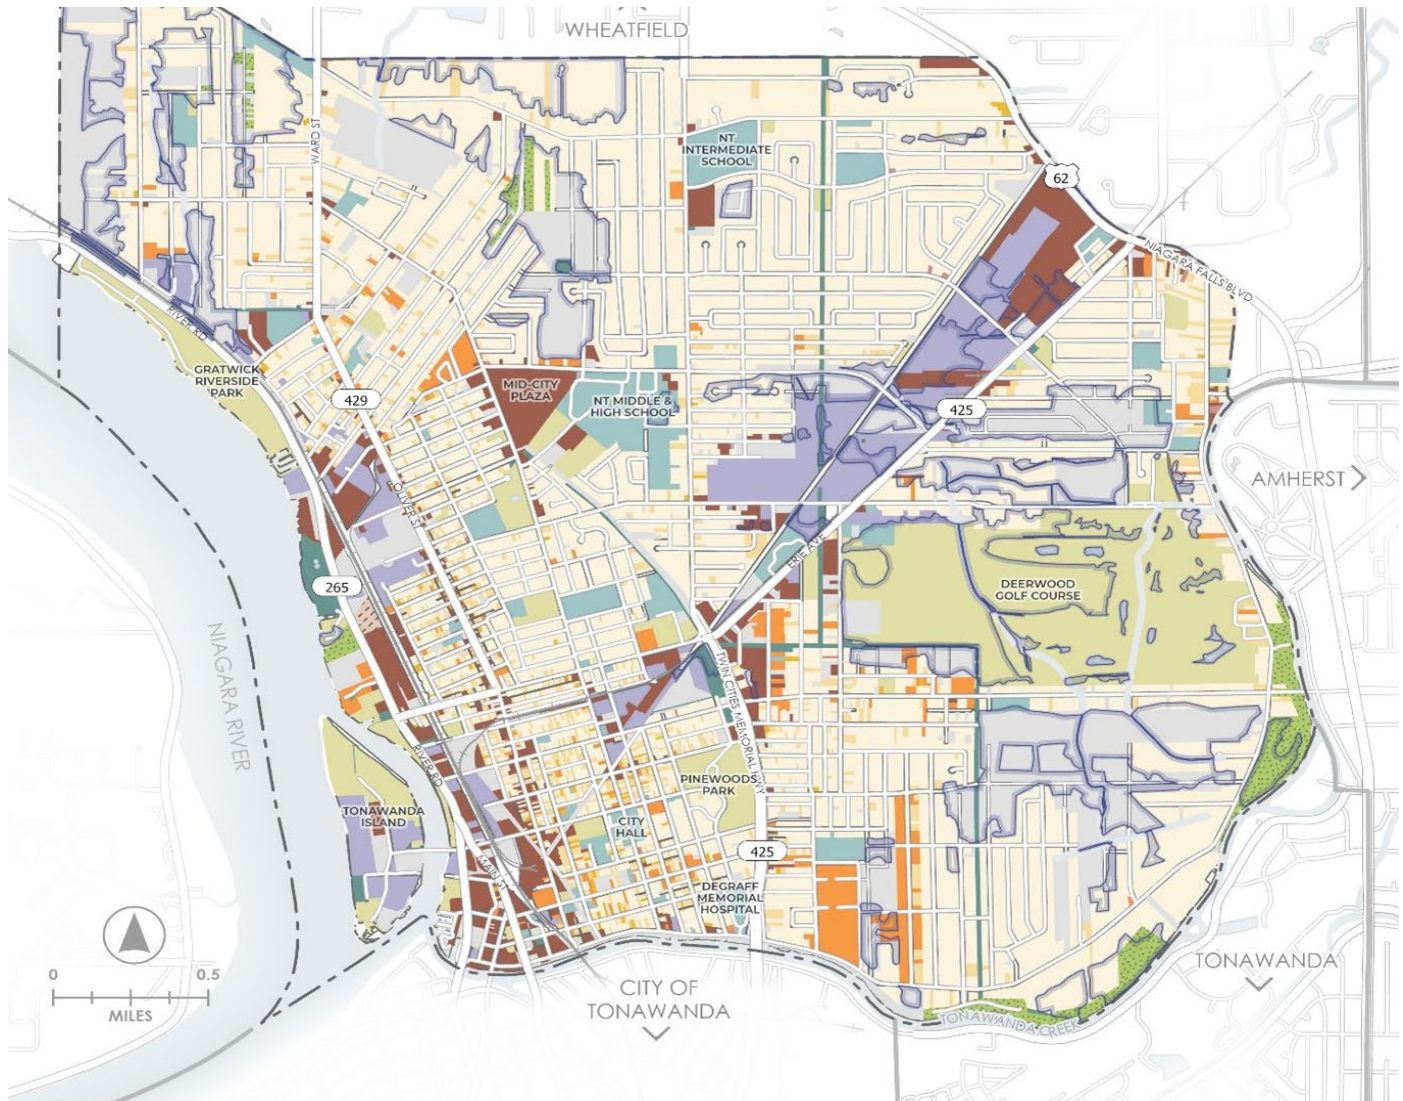 WHEATFIELD
WARD ST
NT
INTERMEDIATE
SCHOOL
62
NIAGARA FALLS BLVD
RIVER RD
GRATWICK
RIVERSIDE
PARK
429
MID-CITY
PLAZA
NT MIDDLE &
HIGH SCHOOL
425
OLIVER ST
AMHERST
265
ERIE AVE
DEERWOOD
GOLF COURSE
NIAGARA RIVER
TWIN CITIES MEMORIAL HWY
RIVER RD
PINEWOODS
PARK
TONAWANDA
ISLAND
CITY
HALL
425
MAIN ST
DEGRAFF
MEMORIAL
HOSPITAL
0 0.5
MILES
CITY OF
TONAWANDA
TONAWANDA
TONAWANDA CREEK